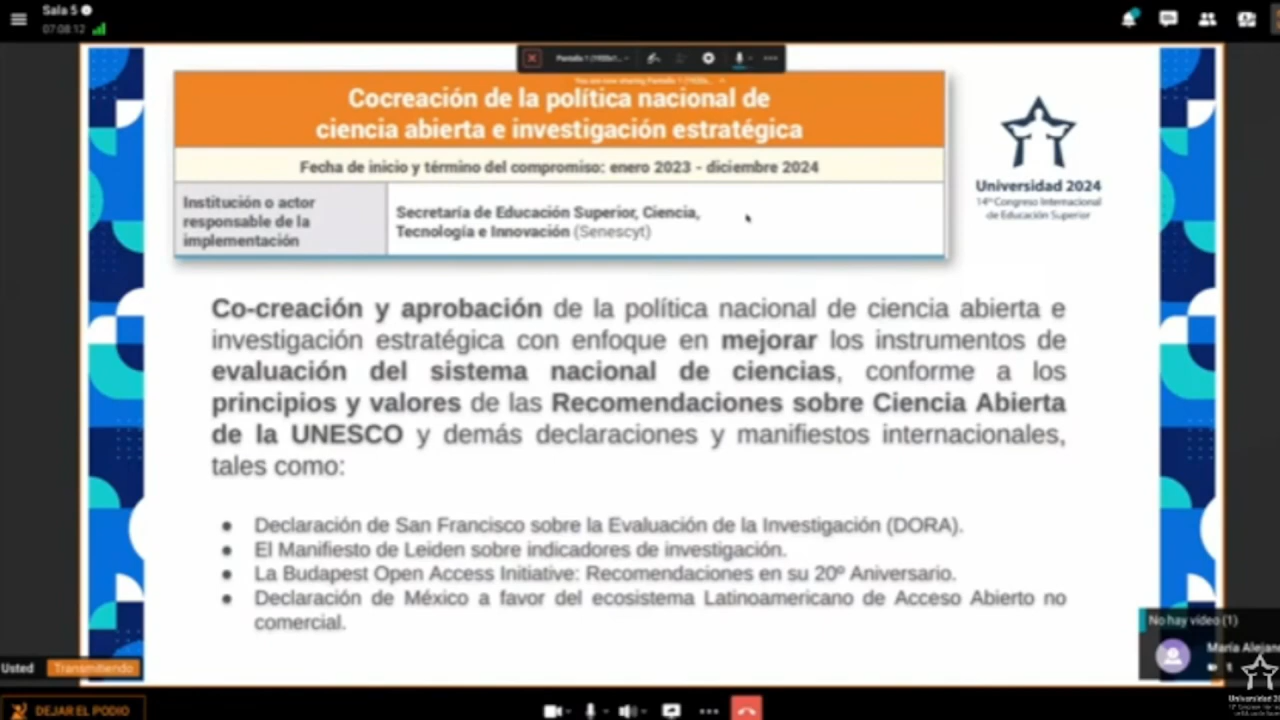 Sala 5
07:08:12
Cocreación de la política nacional de
ciencia abierta e investigación estratégica
Fecha de inicio y término del compromiso: enero 2023 - diciembre 2024
Institución o actor
responsable de la
implementación
Secretaría de Educación Superior, Ciencia,
Tecnología e Innovación (Senescyt)
Universidad 2024
14º Congreso Internacional
de Educación Superior
Co-creación y aprobación de la política nacional de ciencia abierta e
investigación estratégica con enfoque en mejorar los instrumentos de
evaluación del sistema nacional de ciencias, conforme a los
principios y valores de las Recomendaciones sobre Ciencia Abierta
de la UNESCO y demás declaraciones y manifiestos internacionales,
tales como:
● Declaración de San Francisco sobre la Evaluación de la Investigación (DORA).
● El Manifiesto de Leiden sobre indicadores de investigación.
● La Budapest Open Access Initiative: Recomendaciones en su 20º Aniversario.
● Declaración de México a favor del ecosistema Latinoamericano de Acceso Abierto no
comercial.
No hay vídeo (1)
María Alejan
Usted
Transmitiendo
DEJAR EL PODIO